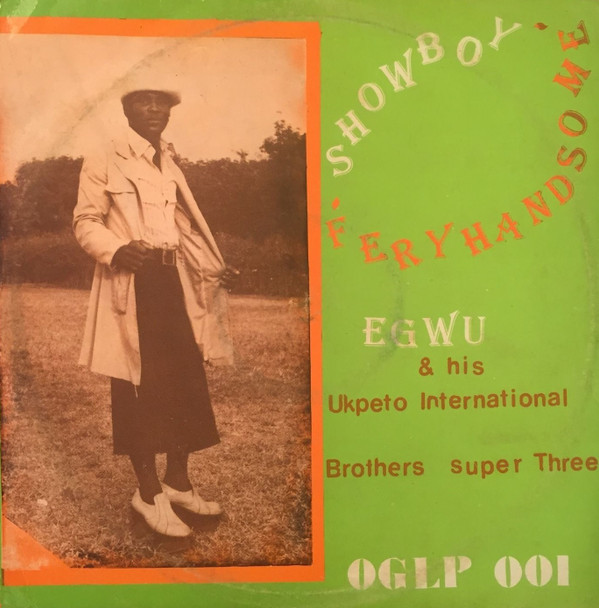 'SHOWBOY'
FERYHANDSOME
EGWU
& his
Ukpeto International
Brothers super Three
OGLP 001